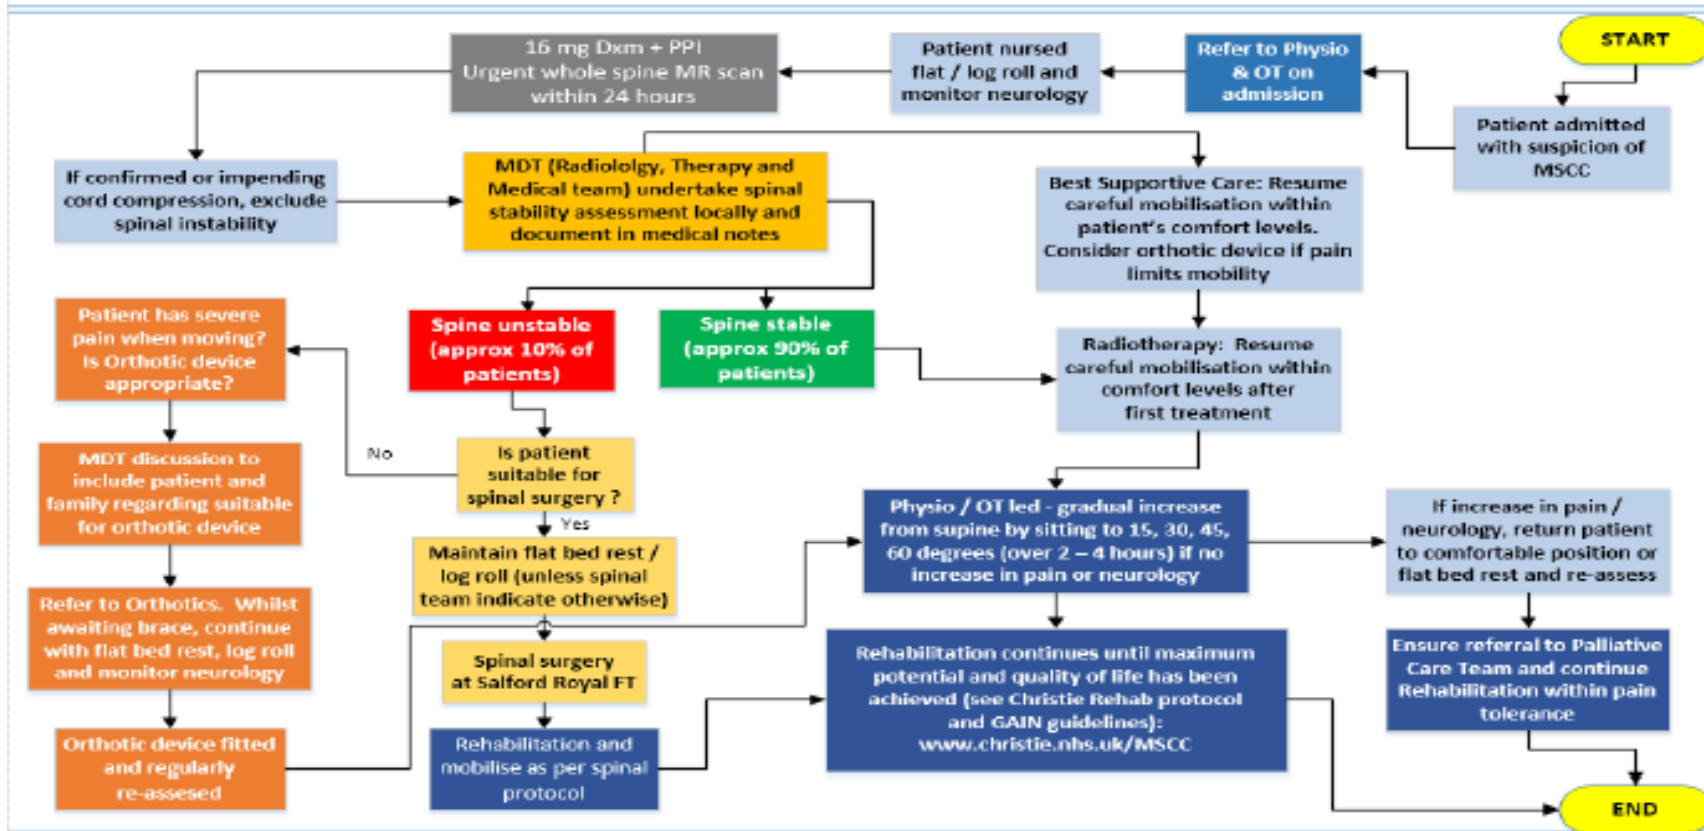 START
Patient admitted
with suspicion of
MSCC
Refer to Physio
& OT on
admission
Patient nursed
flat / log roll and
monitor neurology
16 mg Dxm + PPI
Urgent whole spine MR scan
within 24 hours
If confirmed or impending
cord compression, exclude
spinal instability
MDT (Radiololgy, Therapy and
Medical team) undertake spinal
stability assessment locally and
document in medical notes
Best Supportive Care: Resume
careful mobilisation within
patient's comfort levels.
Consider orthotic device if pain
limits mobility
Spine unstable
(approx 10% of
patients)
Spine stable
(approx 90% of
patients)
Radiotherapy: Resume
careful mobilisation within
comfort levels after
first treatment
Patient has severe
pain when moving?
Is Orthotic device
appropriate?
No
Is patient
suitable for
spinal surgery ?
Yes
MDT discussion to
include patient and
family regarding suitable
for orthotic device
Maintain flat bed rest /
log roll (unless spinal
team indicate otherwise)
Physio / OT led - gradual increase
from supine by sitting to 15, 30, 45,
60 degrees (over 2 – 4 hours) if no
increase in pain or neurology
If increase in pain /
neurology, return patient
to comfortable position or
flat bed rest and re-assess
Refer to Orthotics. Whilst
awaiting brace, continue
with flat bed rest, log roll
and monitor neurology
Spinal surgery
at Salford Royal FT
Rehabilitation continues until maximum
potential and quality of life has been
achieved (see Christie Rehab protocol
and GAIN guidelines):
www.christie.nhs.uk/MSCC
Ensure referral to Palliative
Care Team and continue
Rehabilitation within pain
tolerance
Orthotic device fitted
and regularly
re-assesed
Rehabilitation and
mobilise as per spinal
protocol
END